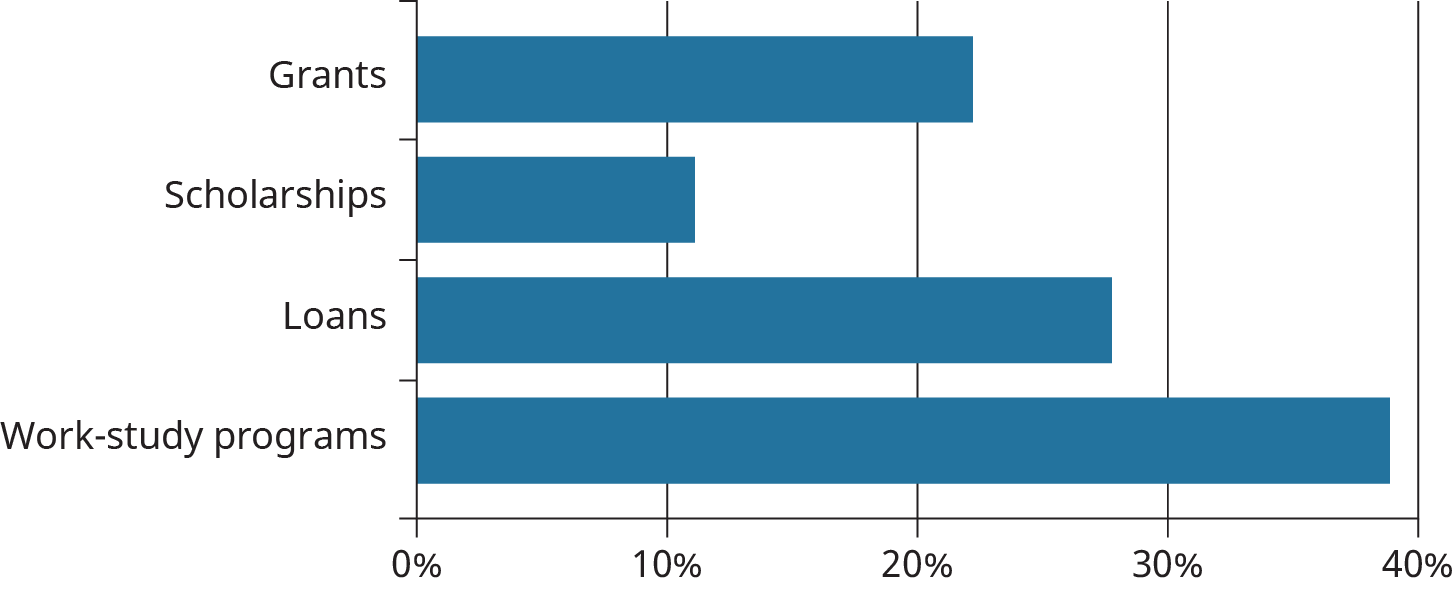 Grants
Scholarships
Loans
Work-study programs
0% 10% 20% 30% 40%